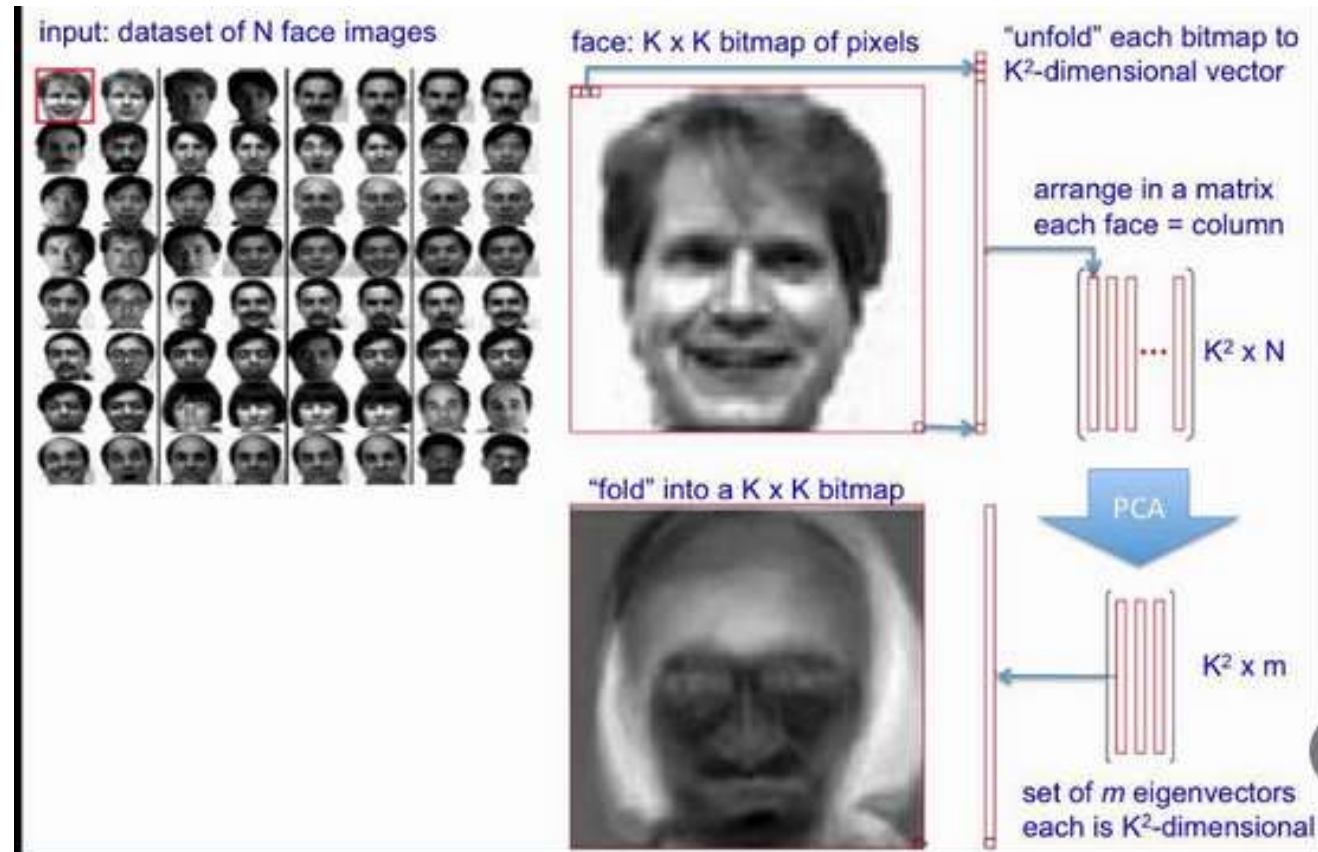 input: dataset of N face images
face: K x K bitmap of pixels
"unfold" each bitmap to
K²-dimensional vector
arrange in a matrix
each face = column
...
K² x N
PCA
"fold" into a K x K bitmap
K² x m
set of m eigenvectors
each is K²-dimensional